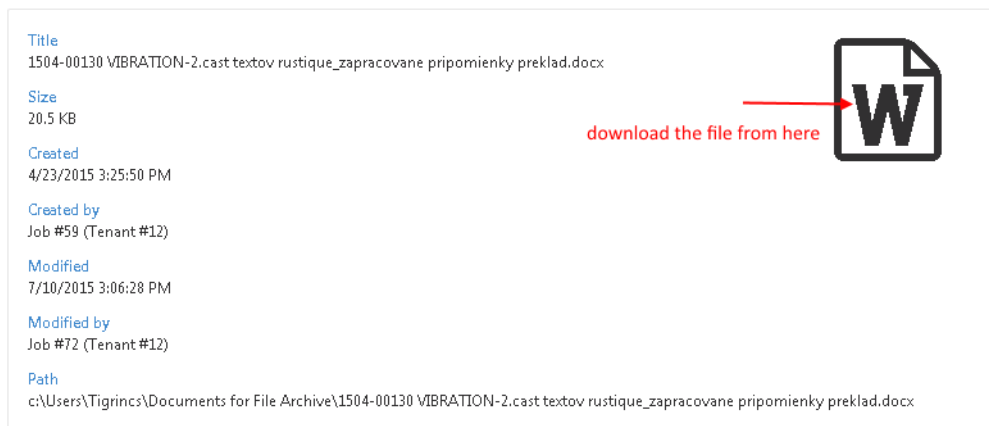 Title
1504-00130 VIBRATION-2.cast textov rustique_zapracovane pripomienky preklad.docx
Size
20.5 KB
download the file from here
W
Created
4/23/2015 3:25:50 PM
Created by
Job #59 (Tenant #12)
Modified
7/10/2015 3:06:28 PM
Modified by
Job #72 (Tenant #12)
Path
c:\Users\Tigrincs\Documents for File Archive\1504-00130 VIBRATION-2.cast textov rustique_zapracovane pripomienky preklad.docx